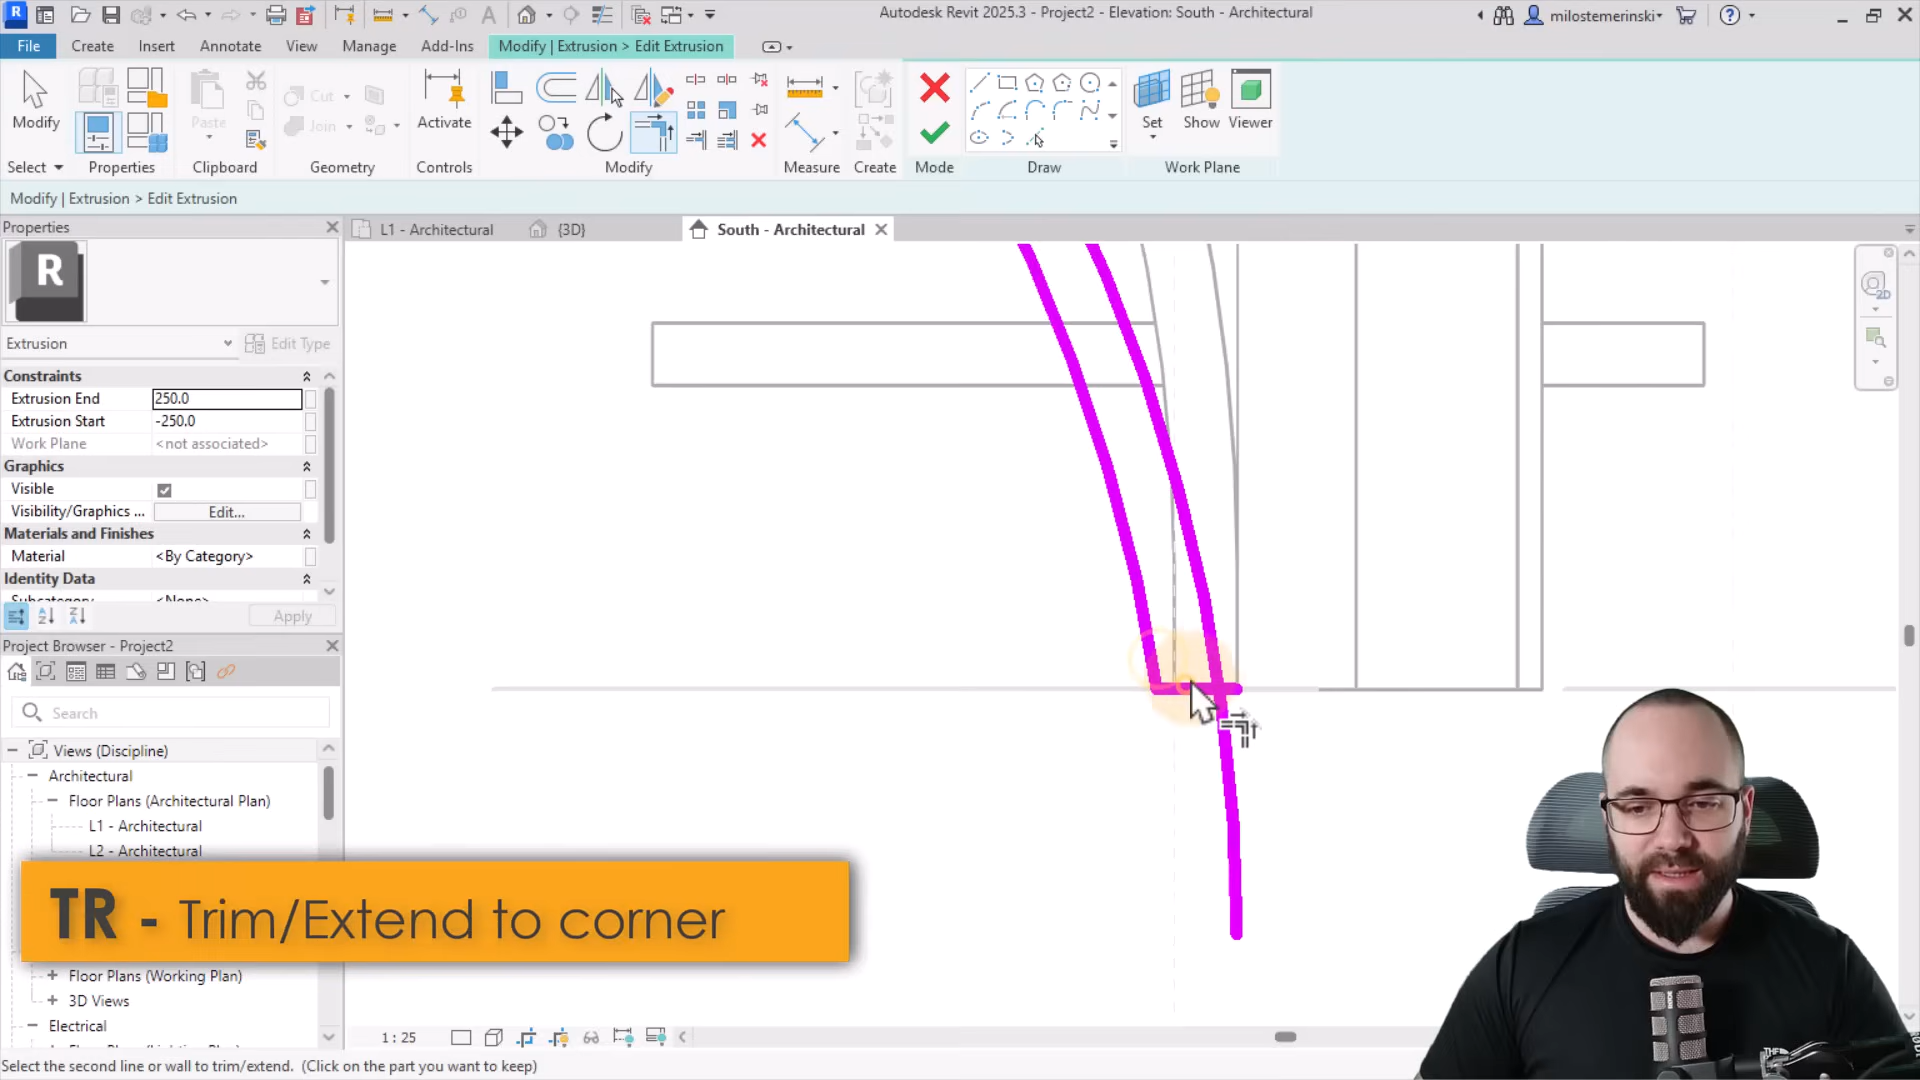 Autodesk Revit 2025.3 - Project2 - Elevation: South - Architectural
milostemerinski
File Create Insert Annotate View Manage Add-Ins Modify | Extrusion > Edit Extrusion
Modify Paste Cut Join Activate Set Show Viewer
Select Properties Clipboard Geometry Controls Modify Measure Create Mode Draw Work Plane
Modify | Extrusion > Edit Extrusion
Properties
L1 - Architectural {3D} South - Architectural
R
Extrusion Edit Type
Constraints
Extrusion End 250.0
Extrusion Start -250.0
Work Plane <not associated>
Graphics
Visible
Visibility/Graphics ... Edit...
Materials and Finishes
Material <By Category>
Identity Data
Subcategory <None>
Apply
Project Browser - Project2
Search
Views (Discipline)
Architectural
Floor Plans (Architectural Plan)
L1 - Architectural
L2 - Architectural
TR - Trim/Extend to corner
Floor Plans (Working Plan)
3D Views
Electrical
1 : 25
Select the second line or wall to trim/extend. (Click on the part you want to keep)